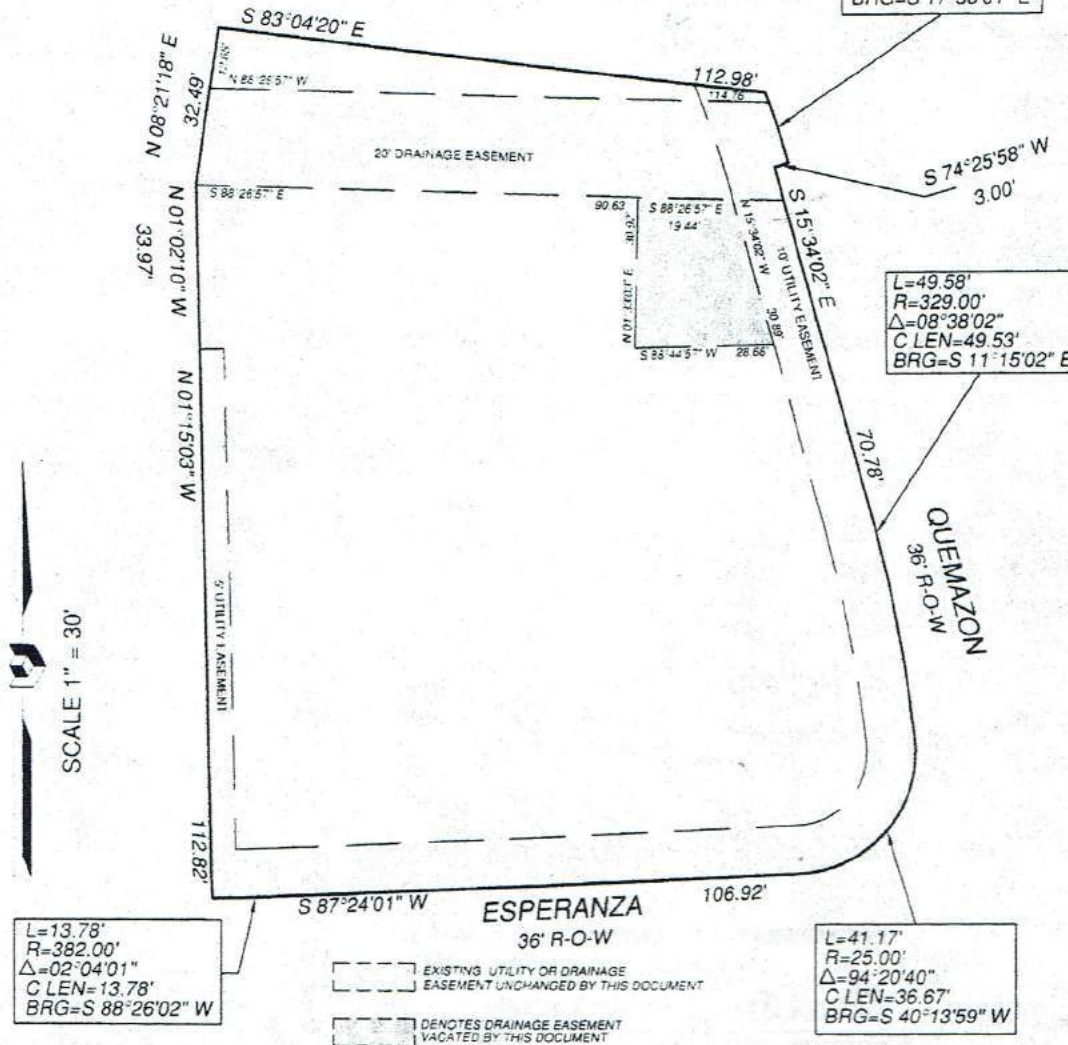 BRG=S 17°
S 83°04'20" E
112.98'
N 08°21'18" E
32.49'
N 88°26'57" W
114.76
20' DRAINAGE EASEMENT
S 74°25'58" W
3.00'
S 88°26'57" E
90.63
S 88°26'57" E
19.44'
N 01°02'10" W
33.97'
N 15°34'02" W
30.89'
S 15°34'02" E
10' UTILITY EASEMENT
S 88°44'57" W
28.66'
70.78'
L=49.58'
R=329.00'
△=08°38'02"
C LEN=49.53'
BRG=S 11°15'02" E
N 01°15'03" W
112.82'
5' UTILITY EASEMENT
SCALE 1" = 30'
QUEMAZON
36' R-O-W
S 87°24'01" W
106.92'
ESPERANZA
36' R-O-W
L=13.78'
R=382.00'
△=02°04'01"
C LEN=13.78'
BRG=S 88°26'02" W
L=41.17'
R=25.00'
△=94°20'40"
C LEN=36.67'
BRG=S 40°13'59" W
EXISTING UTILITY OR DRAINAGE
EASEMENT UNCHANGED BY THIS DOCUMENT
DENOTES DRAINAGE EASEMENT
VACATED BY THIS DOCUMENT